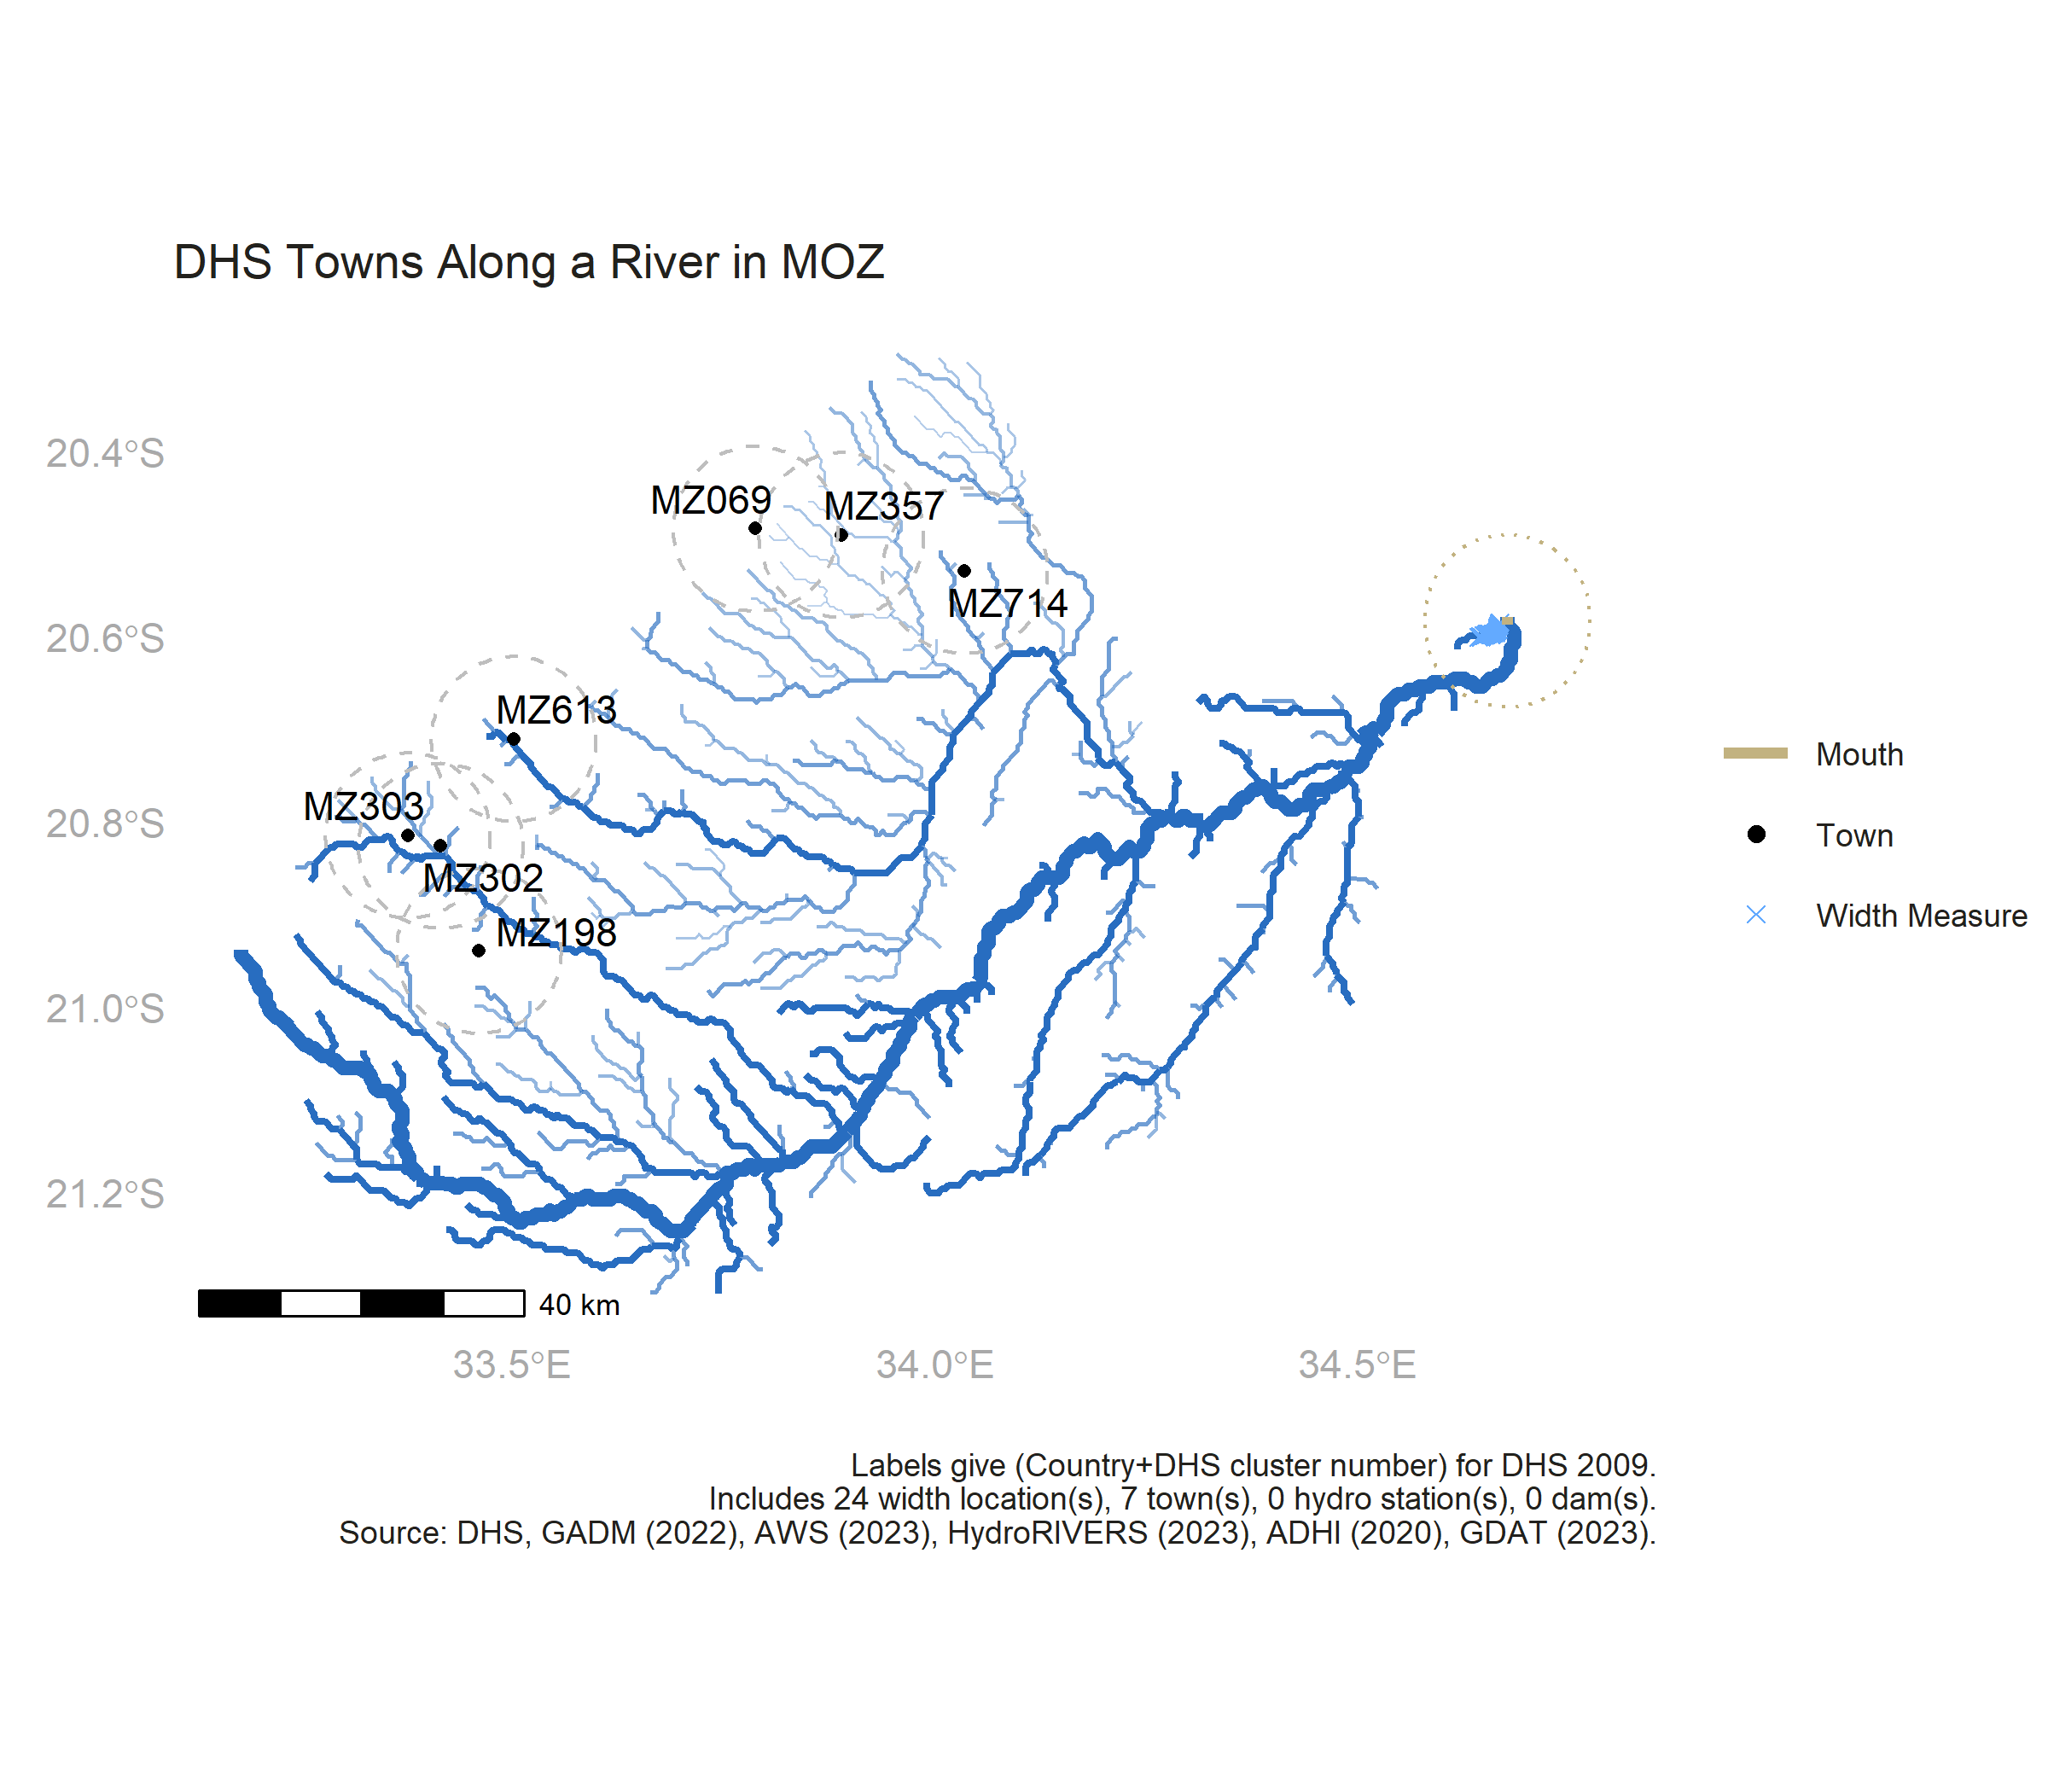 DHS Towns Along a River in MOZ
20.4°S
20.6°S
20.8°S
21.0°S
21.2°S
MZ069
MZ357
MZ714
MZ613
MZ303
MZ302
MZ198
Mouth
Town
Width Measure
40 km
33.5°E
34.0°E
34.5°E
Labels give (Country+DHS cluster number) for DHS 2009.
Includes 24 width location(s), 7 town(s), 0 hydro station(s), 0 dam(s).
Source: DHS, GADM (2022), AWS (2023), HydroRIVERS (2023), ADHI (2020), GDAT (2023).